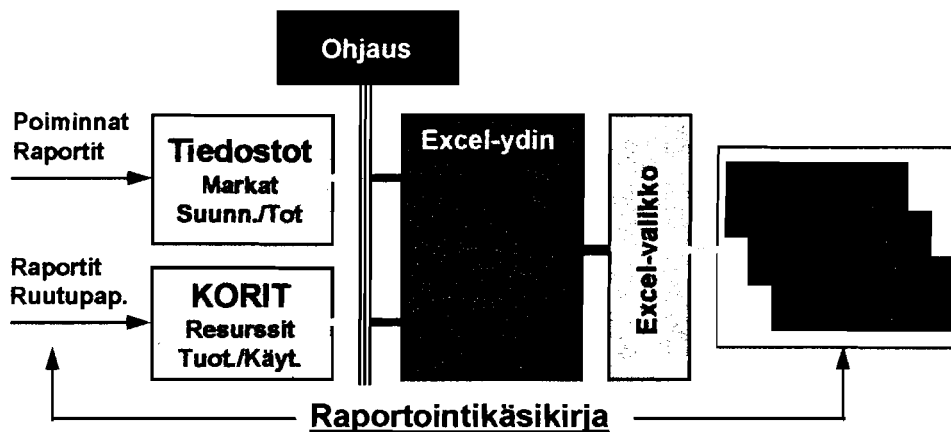 Ohjaus
Poiminnat
Raportit
Tiedostot
Markat
Suunn./Tot
Raportit
Ruutupap.
KORIT
Resurssit
Tuot./Käyt.
Excel-ydin
Excel-valikko
Raportointikäsikirja